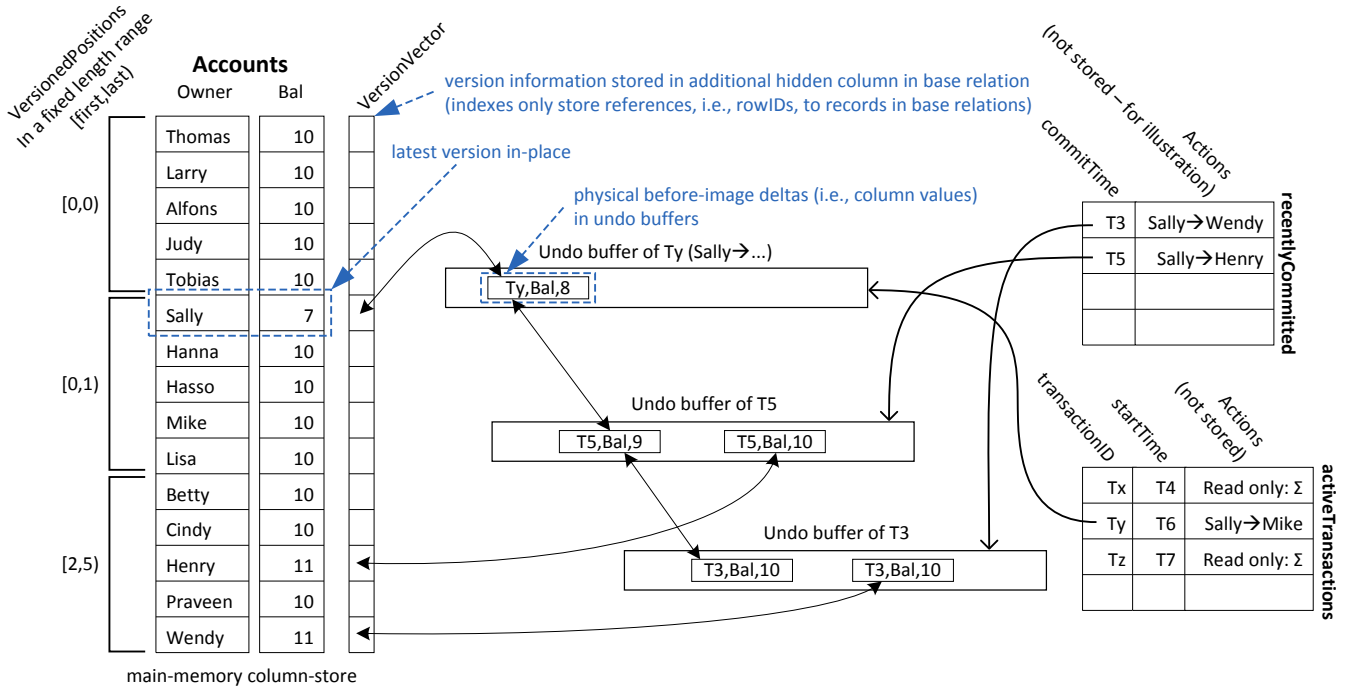 VersionedPositions
In a fixed length range
[first,last)
Accounts
Owner Bal
VersionVector
version information stored in additional hidden column in base relation
(indexes only store references, i.e., rowIDs, to records in base relations)
latest version in-place
physical before-image deltas (i.e., column values)
in undo buffers
Thomas 10
Larry 10
Alfons 10
Judy 10
Tobias 10
Sally 7
Hanna 10
Hasso 10
Mike 10
Lisa 10
Betty 10
Cindy 10
Henry 11
Praveen 10
Wendy 11
[0,0)
[0,1)
[2,5)
main-memory column-store
Undo buffer of Ty (Sally→...)
Ty,Bal,8
Undo buffer of T5
T5,Bal,9 T5,Bal,10
Undo buffer of T3
T3,Bal,10 T3,Bal,10
commitTime
Actions
(not stored – for illustration)
T3 Sally→Wendy
T5 Sally→Henry
recentlyCommitted
transactionID
startTime
Actions
(not stored)
Tx T4 Read only: Σ
Ty T6 Sally→Mike
Tz T7 Read only: Σ
activeTransactions